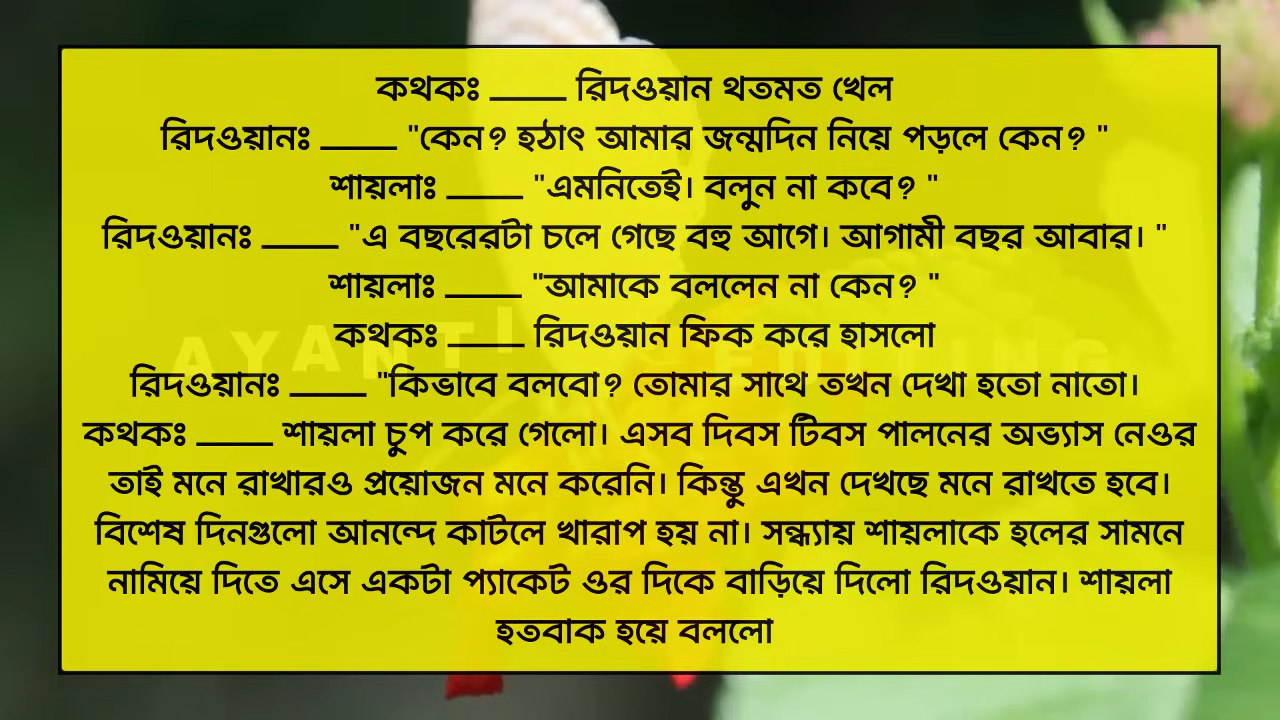 কথকঃ ____ রিদওয়ান থতমত খেল
রিদওয়ানঃ ____ "কেন? হঠাৎ আমার জন্মদিন নিয়ে পড়লে কেন? "
শায়লাঃ ____ "এমনিতেই। বলুন না কবে? "
রিদওয়ানঃ ____ "এ বছরেরটা চলে গেছে বহু আগে। আগামী বছর আবার। "
শায়লাঃ ____ "আমাকে বললেন না কেন? "
কথকঃ ____ রিদওয়ান ফিক করে হাসলো
রিদওয়ানঃ ____ "কিভাবে বলবো? তোমার সাথে তখন দেখা হতো নাতো।
কথকঃ ____ শায়লা চুপ করে গেলো। এসব দিবস টিবস পালনের অভ্যাস নেওর
তাই মনে রাখারও প্রয়োজন মনে করেনি। কিন্তু এখন দেখছে মনে রাখতে হবে।
বিশেষ দিনগুলো আনন্দে কাটলে খারাপ হয় না। সন্ধ্যায় শায়লাকে হলের সামনে
নামিয়ে দিতে এসে একটা প্যাকেট ওর দিকে বাড়িয়ে দিলো রিদওয়ান। শায়লা
হতবাক হয়ে বললো